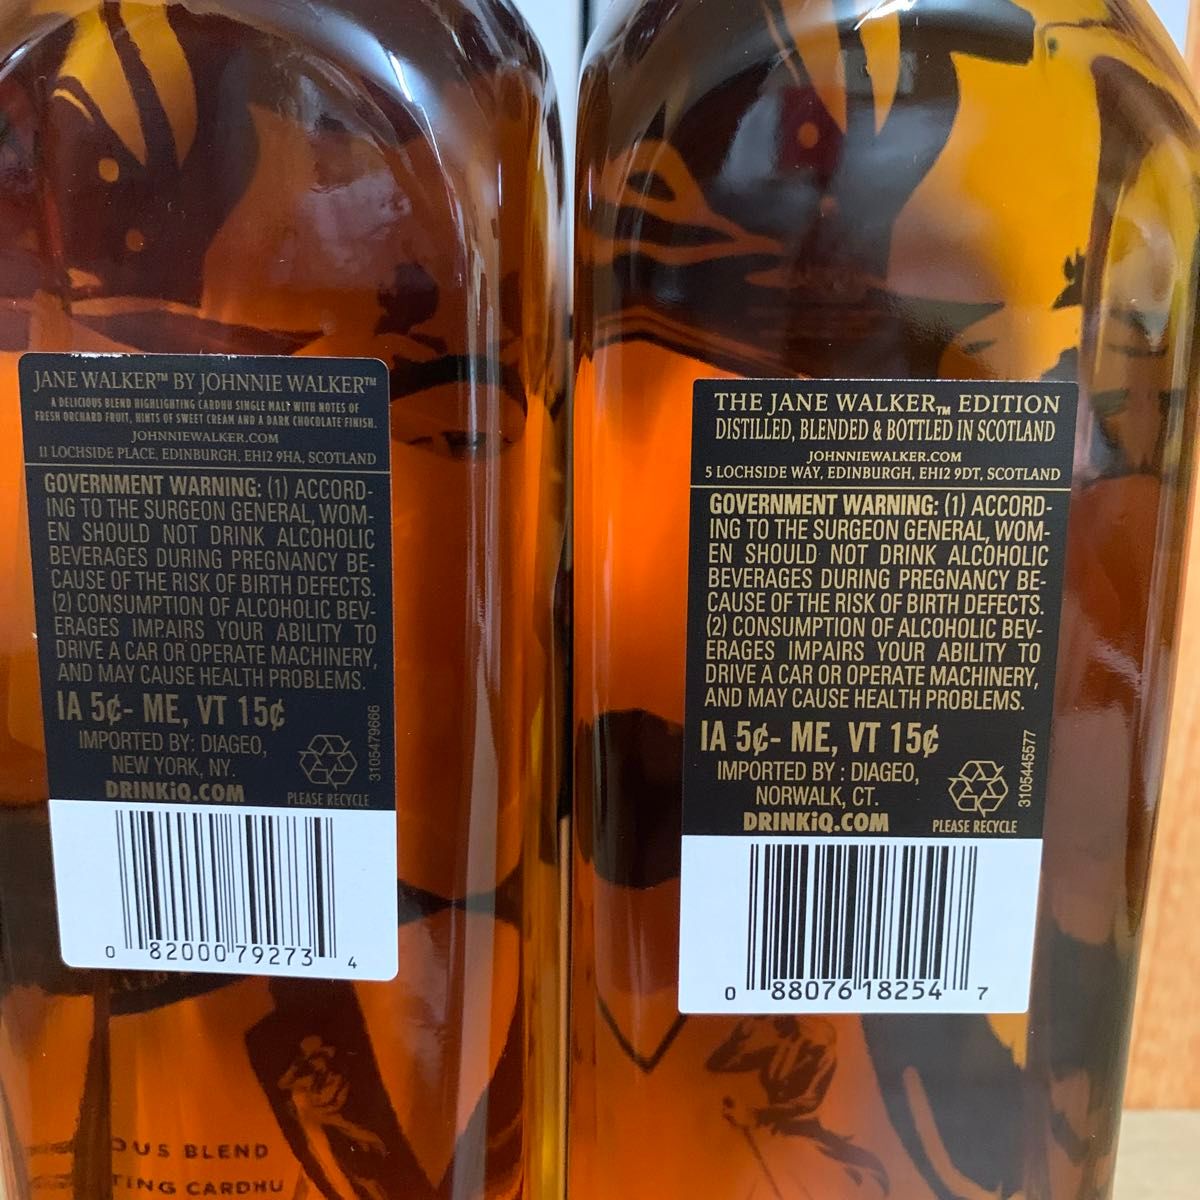 JANE WALKER™ BY JOHNNIE WALKER™
A DELICIOUS BLEND HIGHLIGHTING CARDHU SINGLE MALT WITH NOTES OF
FRESH ORCHARD FRUIT, HINTS OF SWEET CREAM AND A DARK CHOCOLATE FINISH.
JOHNNIEWALKER.COM
11 LOCHSIDE PLACE, EDINBURGH, EH12 9HA, SCOTLAND
GOVERNMENT WARNING: (1) ACCORD-
ING TO THE SURGEON GENERAL, WOM-
EN SHOULD NOT DRINK ALCOHOLIC
BEVERAGES DURING PREGNANCY BE-
CAUSE OF THE RISK OF BIRTH DEFECTS.
(2) CONSUMPTION OF ALCOHOLIC BEV-
ERAGES IMPAIRS YOUR ABILITY TO
DRIVE A CAR OR OPERATE MACHINERY,
AND MAY CAUSE HEALTH PROBLEMS.
IA 5¢- ME, VT 15¢
IMPORTED BY: DIAGEO,
NEW YORK, NY.
DRINKiQ.COM
PLEASE RECYCLE
3105479666
0 82000 79273 4
OUS BLEND
TING CARDHU
THE JANE WALKER™ EDITION
DISTILLED, BLENDED & BOTTLED IN SCOTLAND
JOHNNIEWALKER.COM
5 LOCHSIDE WAY, EDINBURGH, EH12 9DT, SCOTLAND
GOVERNMENT WARNING: (1) ACCORD-
ING TO THE SURGEON GENERAL, WOM-
EN SHOULD NOT DRINK ALCOHOLIC
BEVERAGES DURING PREGNANCY BE-
CAUSE OF THE RISK OF BIRTH DEFECTS.
(2) CONSUMPTION OF ALCOHOLIC BEV-
ERAGES IMPAIRS YOUR ABILITY TO
DRIVE A CAR OR OPERATE MACHINERY,
AND MAY CAUSE HEALTH PROBLEMS.
IA 5¢- ME, VT 15¢
IMPORTED BY : DIAGEO,
NORWALK, CT.
DRINKiQ.COM
PLEASE RECYCLE
3105445577
0 88076 18254 7